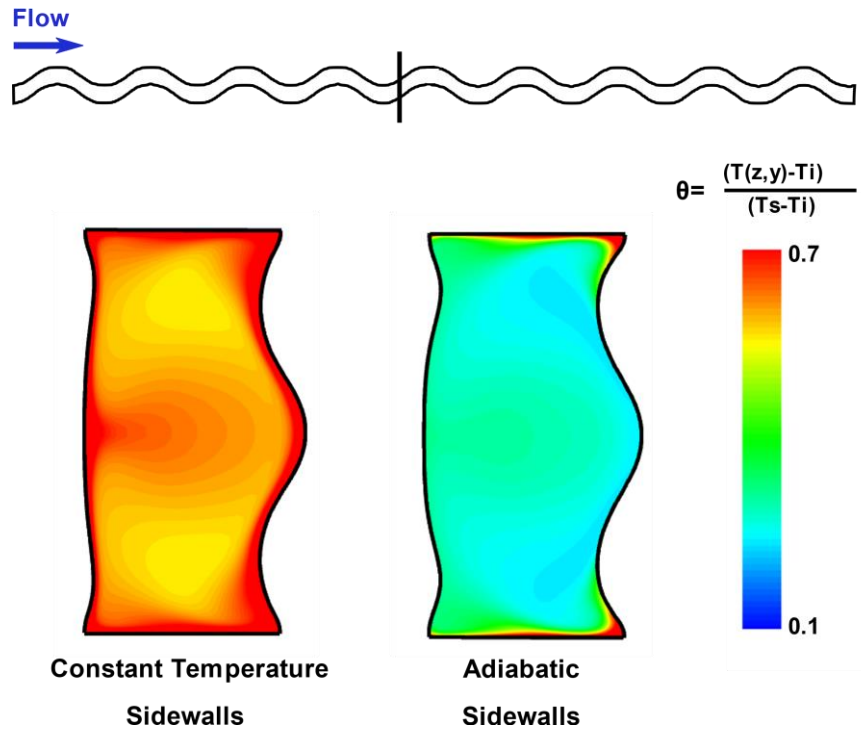 Flow
θ= (T(z,y)-Ti)
(Ts-Ti)
0.7
0.1
Constant Temperature
Sidewalls
Adiabatic
Sidewalls